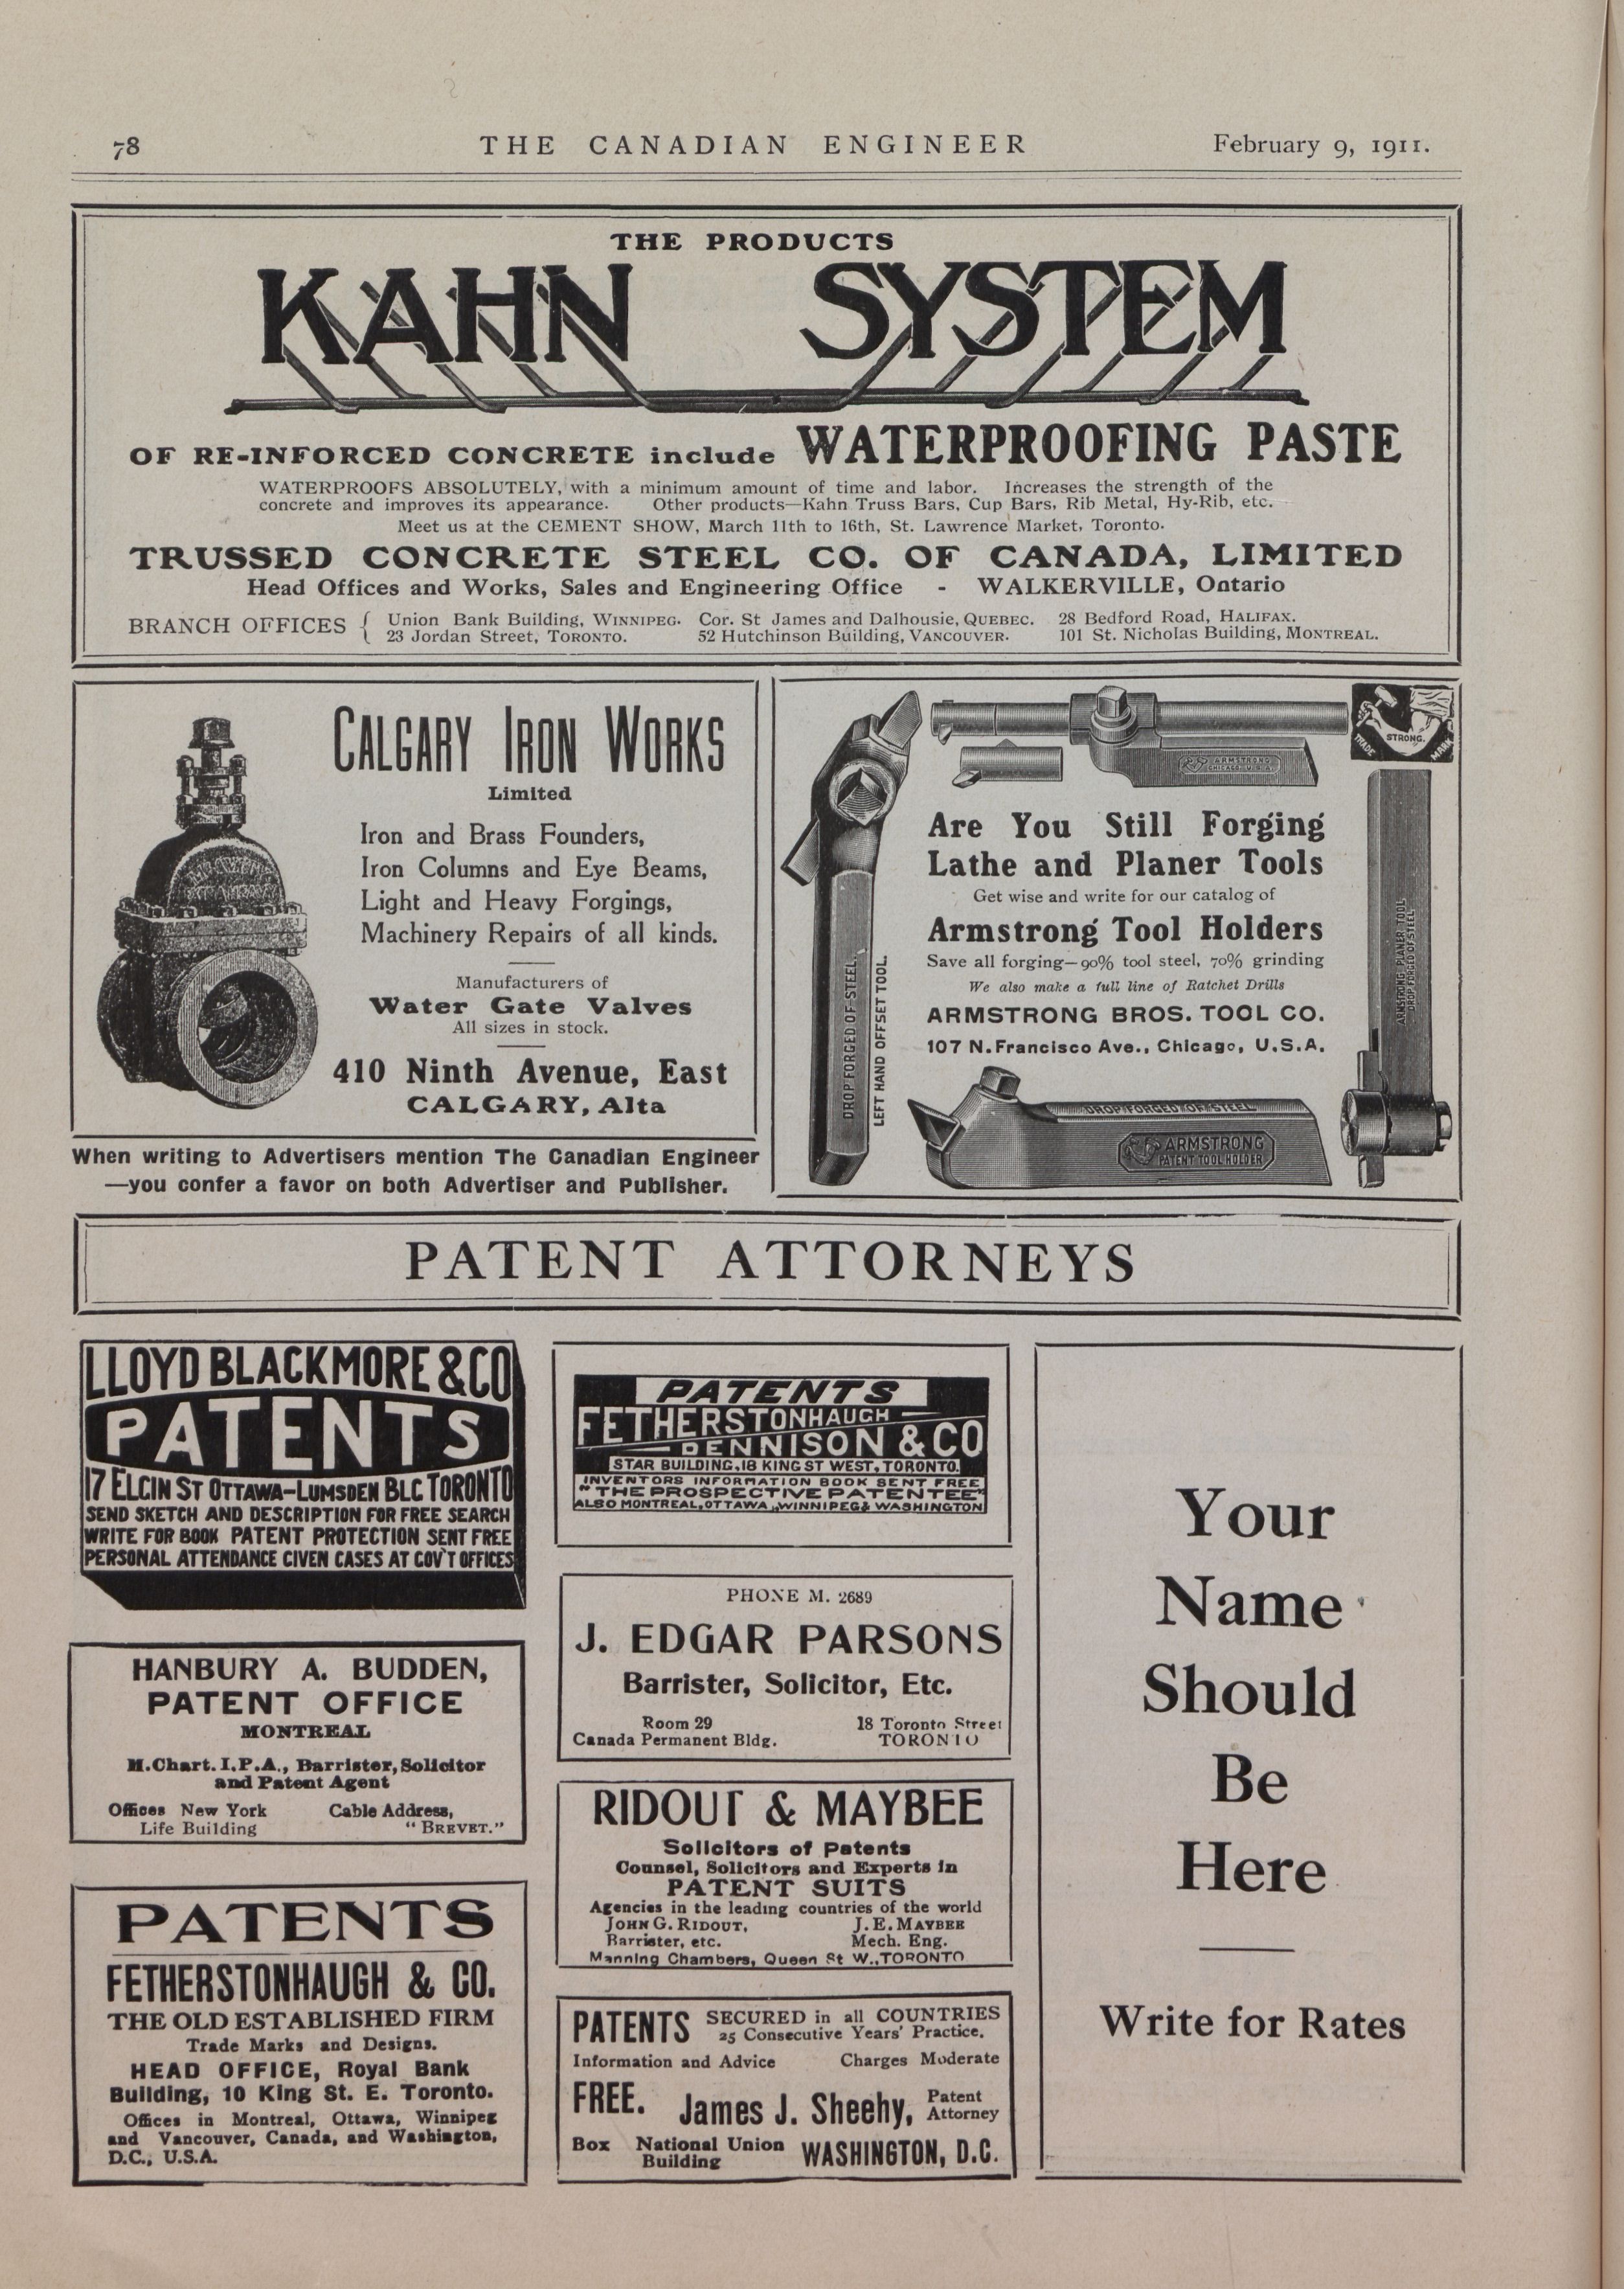 78 THE CANADIAN ENGINEER February 9, 1911.
THE PRODUCTS
KAHN SYSTEM
OF RE-INFORCED CONCRETE include WATERPROOFING PASTE
WATERPROOFS ABSOLUTELY, with a minimum amount of time and labor. Increases the strength of the
concrete and improves its appearance. Other products—Kahn Truss Bars, Cup Bars, Rib Metal, Hy-Rib, etc.
Meet us at the CEMENT SHOW, March 11th to 16th, St. Lawrence Market, Toronto.
TRUSSED CONCRETE STEEL CO. OF CANADA, LIMITED
Head Offices and Works, Sales and Engineering Office - WALKERVILLE, Ontario
BRANCH OFFICES { Union Bank Building, WINNIPEG. Cor. St James and Dalhousie, QUEBEC. 28 Bedford Road, HALIFAX.
23 Jordan Street, TORONTO. 52 Hutchinson Building, VANCOUVER. 101 St. Nicholas Building, MONTREAL.
CALGARY IRON WORKS
Limited
Iron and Brass Founders,
Iron Columns and Eye Beams,
Light and Heavy Forgings,
Machinery Repairs of all kinds.
Manufacturers of
Water Gate Valves
All sizes in stock.
410 Ninth Avenue, East
CALGARY, Alta
When writing to Advertisers mention The Canadian Engineer
—you confer a favor on both Advertiser and Publisher.
TRADE STRONG. MARK
ARMSTRONG
CHICAGO U.S.A.
Are You Still Forging
Lathe and Planer Tools
Get wise and write for our catalog of
Armstrong Tool Holders
Save all forging—90% tool steel, 70% grinding
We also make a full line of Ratchet Drills
ARMSTRONG BROS. TOOL CO.
107 N.Francisco Ave., Chicago, U.S.A.
DROP FORGED OF STEEL.
LEFT HAND OFFSET TOOL.
ARMSTRONG PLANER TOOL
DROP FORGED OF STEEL
DROP FORGED OF STEEL
ARMSTRONG
PATENT TOOL HOLDER
PATENT ATTORNEYS
LLOYD BLACKMORE & CO
PATENTS
17 ELGIN ST OTTAWA-LUMSDEN BLG TORONTO
SEND SKETCH AND DESCRIPTION FOR FREE SEARCH
WRITE FOR BOOK PATENT PROTECTION SENT FREE
PERSONAL ATTENDANCE GIVEN CASES AT GOV'T OFFICES
HANBURY A. BUDDEN,
PATENT OFFICE
MONTREAL
M.Chart.I.P.A., Barrister, Solicitor
and Patent Agent
Offices New York Cable Address,
Life Building "BREVET."
PATENTS
FETHERSTONHAUGH & CO.
THE OLD ESTABLISHED FIRM
Trade Marks and Designs.
HEAD OFFICE, Royal Bank
Building, 10 King St. E. Toronto.
Offices in Montreal, Ottawa, Winnipeg
and Vancouver, Canada, and Washington,
D.C., U.S.A.
PATENTS
FETHERSTONHAUGH
DENNISON & CO
STAR BUILDING, 18 KING ST WEST, TORONTO.
INVENTORS INFORMATION BOOK SENT FREE
"THE PROSPECTIVE PATENTEE"
ALSO MONTREAL, OTTAWA, WINNIPEG & WASHINGTON
PHONE M. 2689
J. EDGAR PARSONS
Barrister, Solicitor, Etc.
Room 29 18 Toronto Street
Canada Permanent Bldg. TORONTO
RIDOUT & MAYBEE
Solicitors of Patents
Counsel, Solicitors and Experts in
PATENT SUITS
Agencies in the leading countries of the world
JOHN G. RIDOUT, J. E. MAYBEE
Barrister, etc. Mech. Eng.
Manning Chambers, Queen St W., TORONTO
PATENTS SECURED in all COUNTRIES
25 Consecutive Years' Practice.
Information and Advice Charges Moderate
FREE. James J. Sheehy, Patent
Attorney
Box National Union WASHINGTON, D.C.
Building
Your
Name
Should
Be
Here
Write for Rates